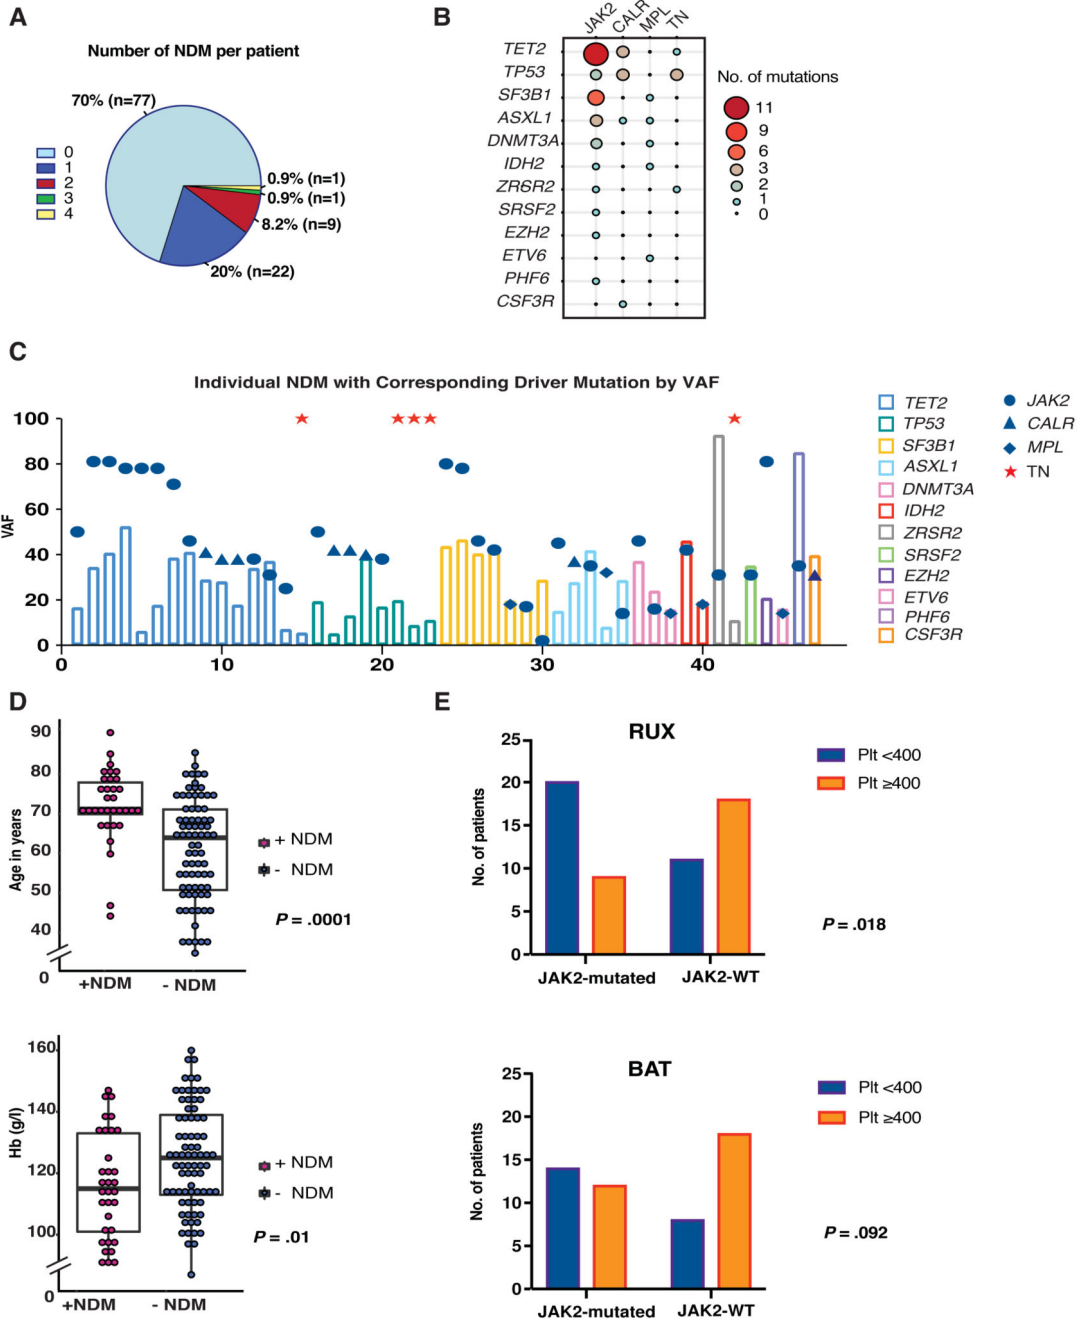 A
Number of NDM per patient
70% (n=77)
0
1
2
3
4
0.9% (n=1)
0.9% (n=1)
8.2% (n=9)
20% (n=22)
B
JAK2 CALR MPL TN
TET2
TP53
SF3B1
ASXL1
DNMT3A
IDH2
ZR6R2
SRSF2
EZH2
ETV6
PHF6
CSF3R
No. of mutations
11
9
6
3
2
1
0
C
Individual NDM with Corresponding Driver Mutation by VAF
VAF
100
80
60
40
20
0
0 10 20 30 40
TET2
TP53
SF3B1
ASXL1
DNMT3A
IDH2
ZRSR2
SRSF2
EZH2
ETV6
PHF6
CSF3R
JAK2
CALR
MPL
TN
D
Age in years
90
80
70
60
50
40
0
+NDM - NDM
+ NDM
- NDM
P = .0001
Hb (g/l)
160
140
120
100
0
+NDM - NDM
+ NDM
- NDM
P = .01
E
RUX
No. of patients
25
20
15
10
5
0
JAK2-mutated JAK2-WT
Plt <400
Plt ≥400
P = .018
BAT
No. of patients
25
20
15
10
5
0
JAK2-mutated JAK2-WT
Plt <400
Plt ≥400
P = .092